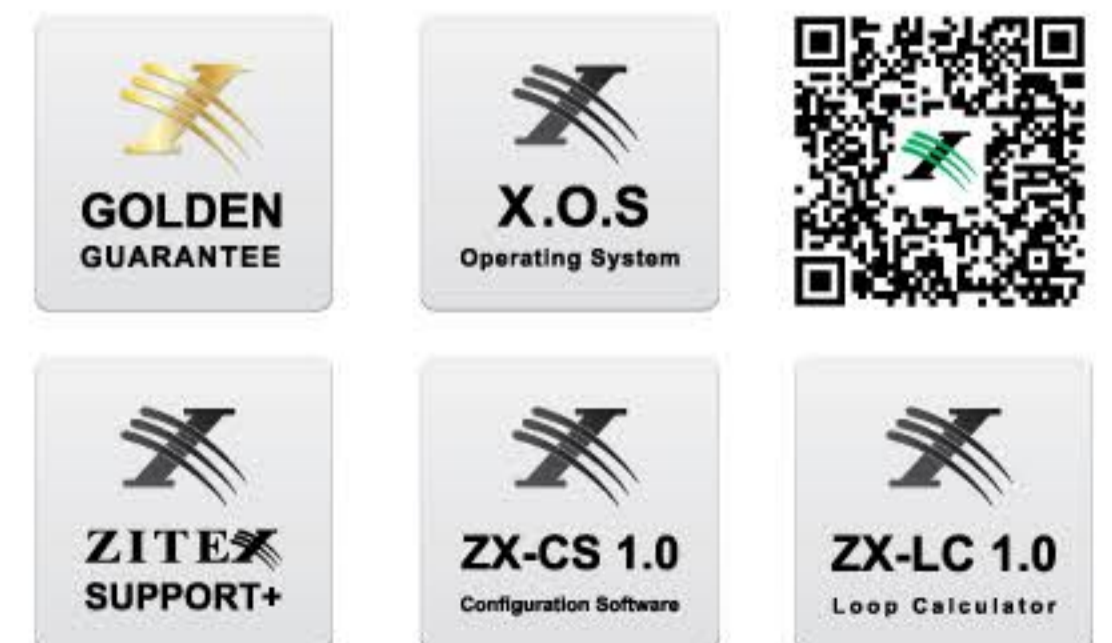 GOLDEN
GUARANTEE
X.O.S
Operating System
ZITEX
SUPPORT+
ZX-CS 1.0
Configuration Software
ZX-LC 1.0
Loop Calculator